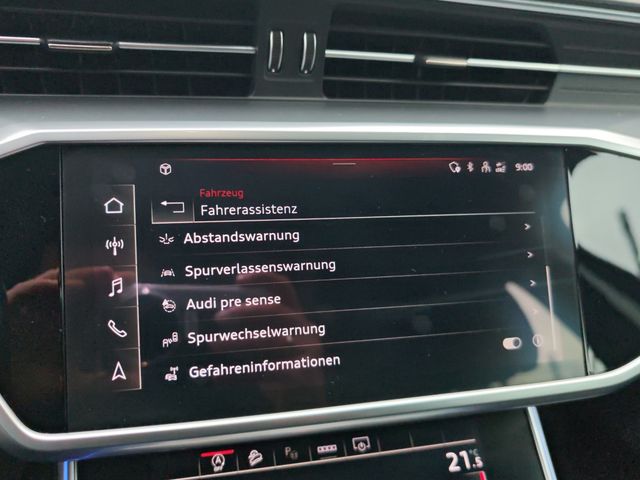 9:00
Fahrzeug
Fahrerassistenz
Abstandswarnung
Spurverlassenswarnung
Audi pre sense
Spurwechselwarnung
Gefahreninformationen
21.5 °C